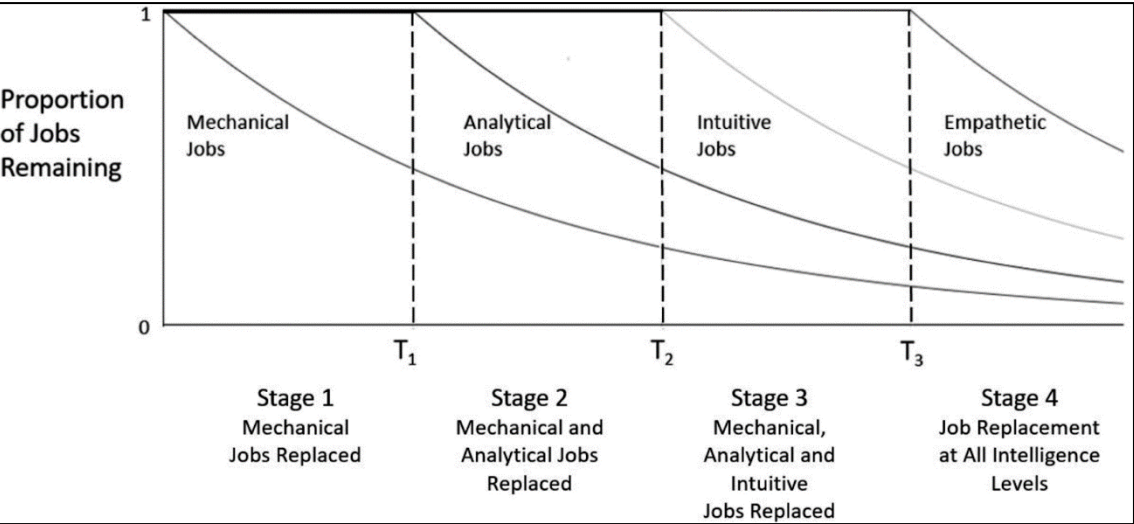 1
Proportion
of Jobs
Remaining
Mechanical
Jobs
Analytical
Jobs
Intuitive
Jobs
Empathetic
Jobs
0
T₁
T₂
T₃
Stage 1
Mechanical
Jobs Replaced
Stage 2
Mechanical and
Analytical Jobs
Replaced
Stage 3
Mechanical,
Analytical and
Intuitive
Jobs Replaced
Stage 4
Job Replacement
at All Intelligence
Levels